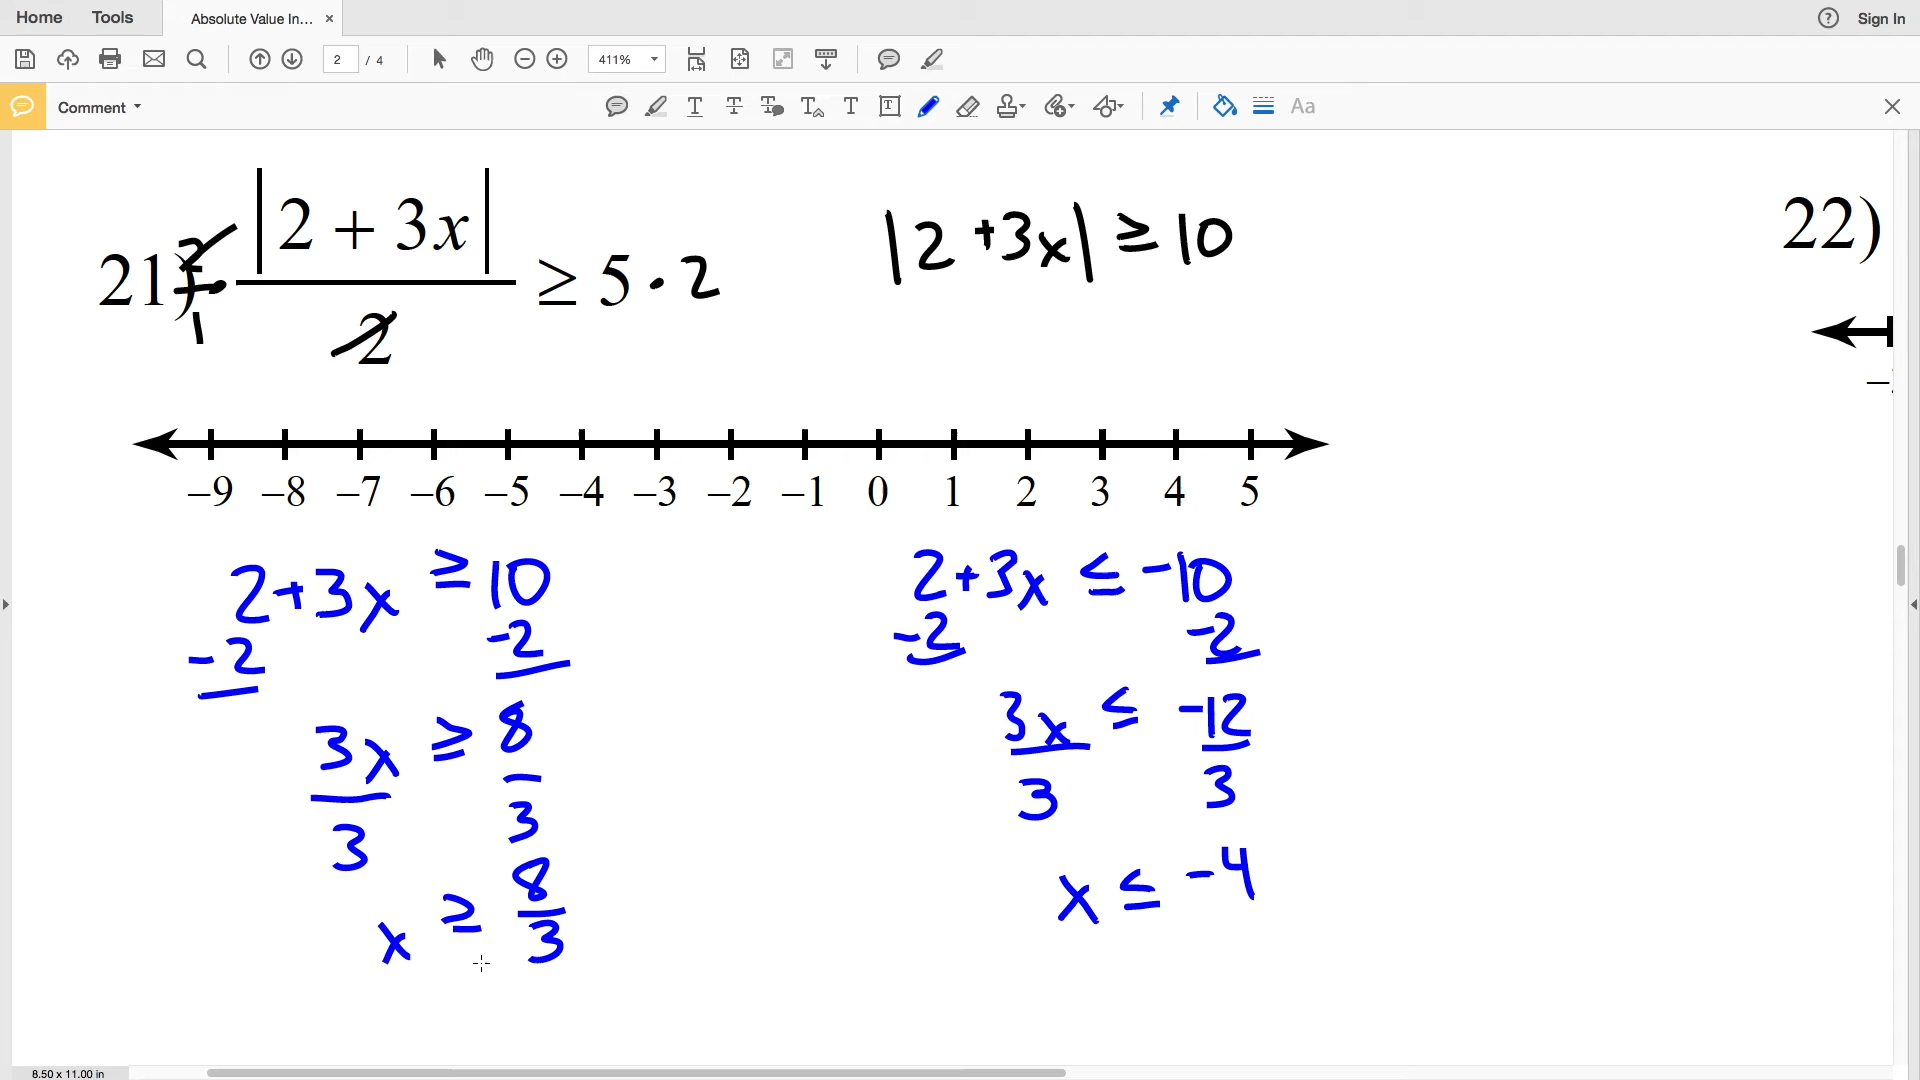 Home Tools Absolute Value In... × ? Sign In
2 / 4 411%
Comment T T T T T T Aa
21) 2/1 · |2 + 3x|/2 ≥ 5 · 2
|2 + 3x| ≥ 10
22)
–9 –8 –7 –6 –5 –4 –3 –2 –1 0 1 2 3 4 5
2+3x ≥ 10
-2 -2
3x ≥ 8
3 3
x ≥ 8/3
2+3x ≤ -10
-2 -2
3x ≤ -12
3 3
x ≤ -4
8.50 x 11.00 in